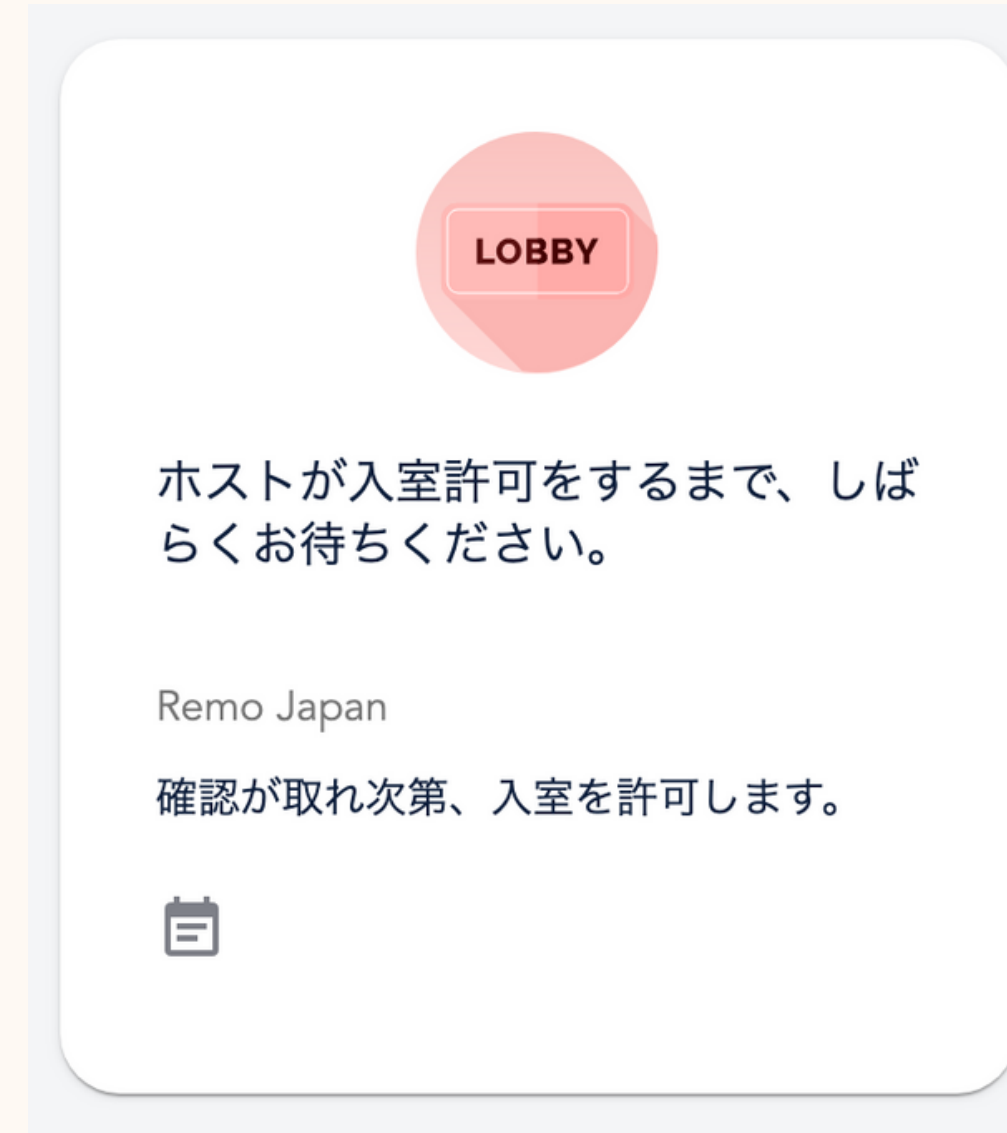 LOBBY
ホストが入室許可をするまで、しば
らくお待ちください。
Remo Japan
確認が取れ次第、入室を許可します。